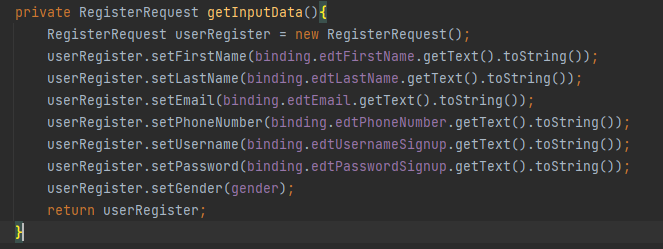 private RegisterRequest getInputData(){
RegisterRequest userRegister = new RegisterRequest();
userRegister.setFirstName(binding.edtFirstName.getText().toString());
userRegister.setLastName(binding.edtLastName.getText().toString());
userRegister.setEmail(binding.edtEmail.getText().toString());
userRegister.setPhoneNumber(binding.edtPhoneNumber.getText().toString());
userRegister.setUsername(binding.edtUsernameSignup.getText().toString());
userRegister.setPassword(binding.edtPasswordSignup.getText().toString());
userRegister.setGender(gender);
return userRegister;
}